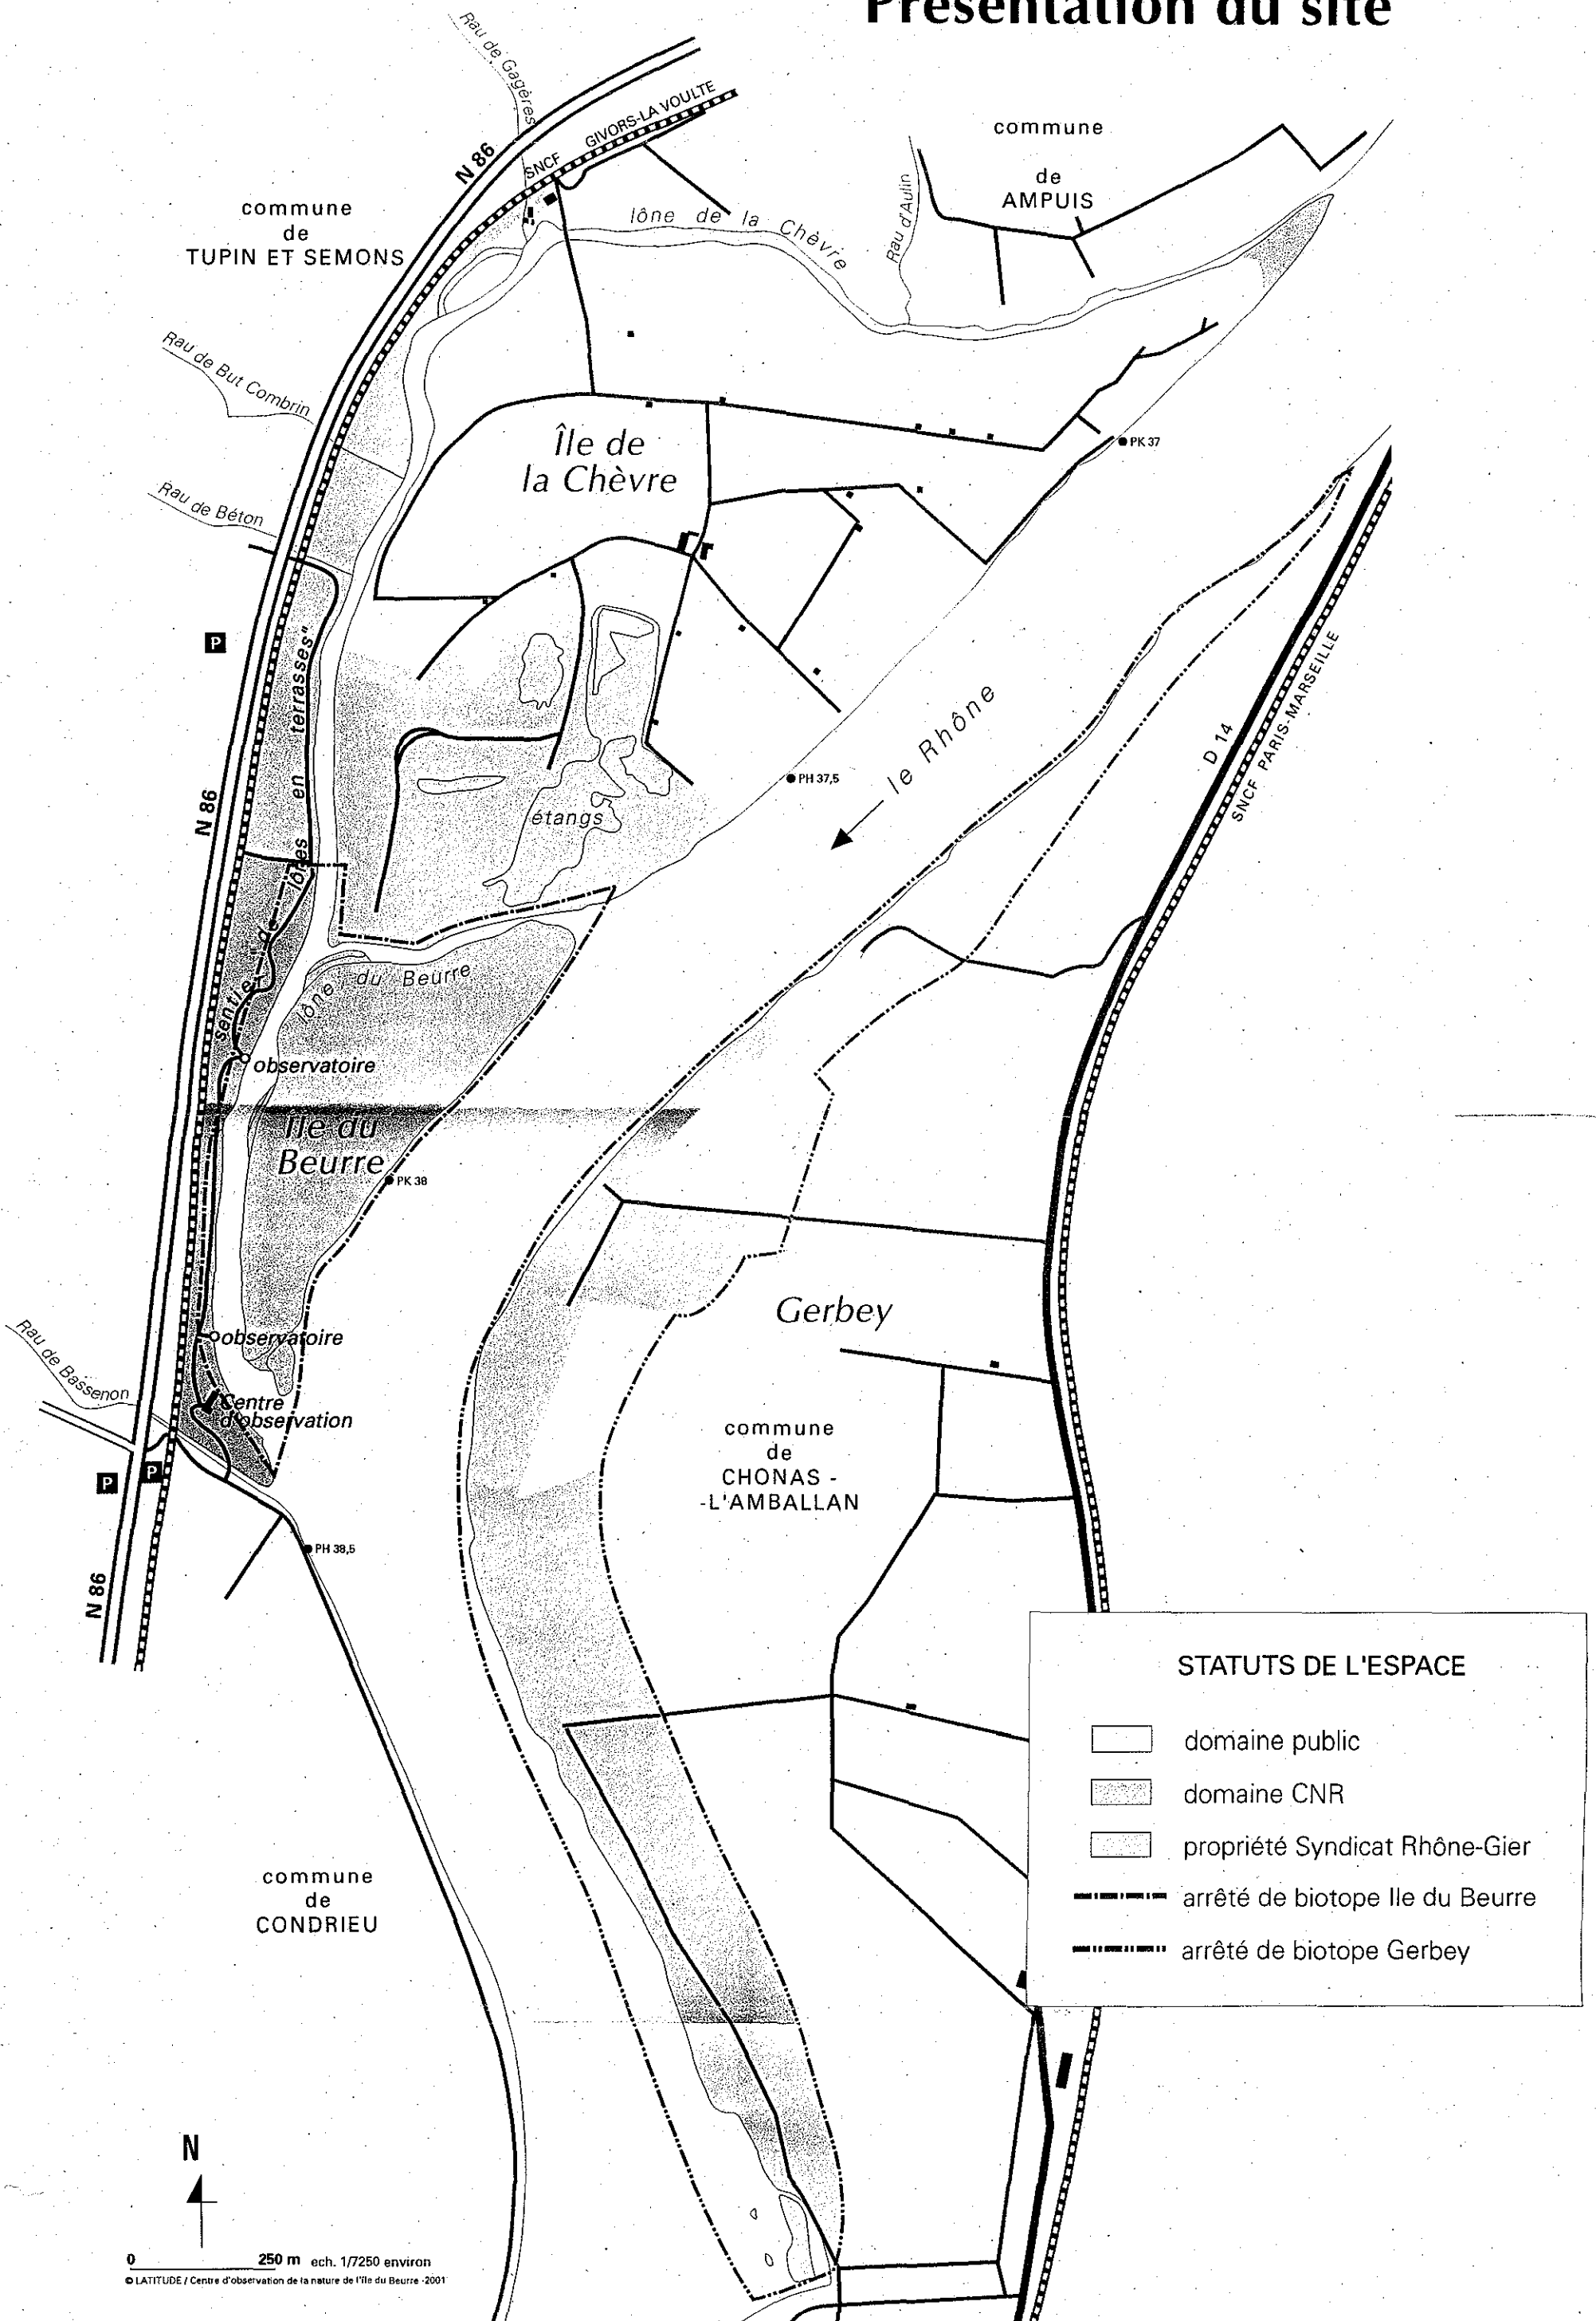 Présentation du site
Rau de Gagères
N 86
SNCF GIVORS-LA VOULTE
commune
de
AMPUIS
commune
de
TUPIN ET SEMONS
lône de la Chèvre
Rau d'Aulin
Rau de But Combrin
Île de
la Chèvre
PK 37
Rau de Béton
P
le Rhône
D 14
SNCF PARIS-MARSEILLE
PH 37,5
étangs
N 86
sentier de lônes en terrasses"
lône du Beurre
observatoire
Ile du
Beurre
PK 38
Gerbey
observatoire
Rau de Bassenon
Centre
d'observation
commune
de
CHONAS -
-L'AMBALLAN
P
P
PH 38,5
N 86
STATUTS DE L'ESPACE
domaine public
domaine CNR
propriété Syndicat Rhône-Gier
arrêté de biotope Ile du Beurre
arrêté de biotope Gerbey
commune
de
CONDRIEU
N
0 250 m ech. 1/7250 environ
© LATITUDE / Centre d'observation de la nature de l'île du Beurre -2001